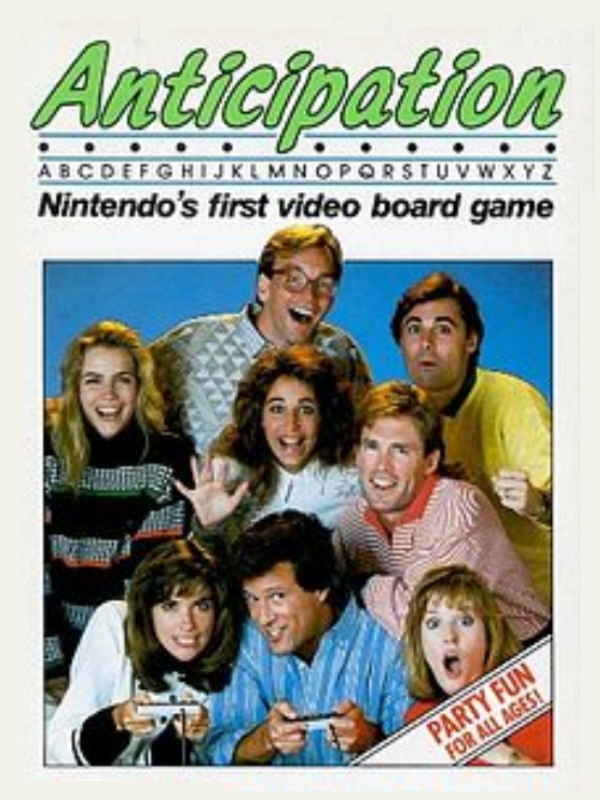 Anticipation
ABCDEFGHIJKLMNOPQRSTUVWXYZ
Nintendo's first video board game
PARTY FUN
FOR ALL AGES!